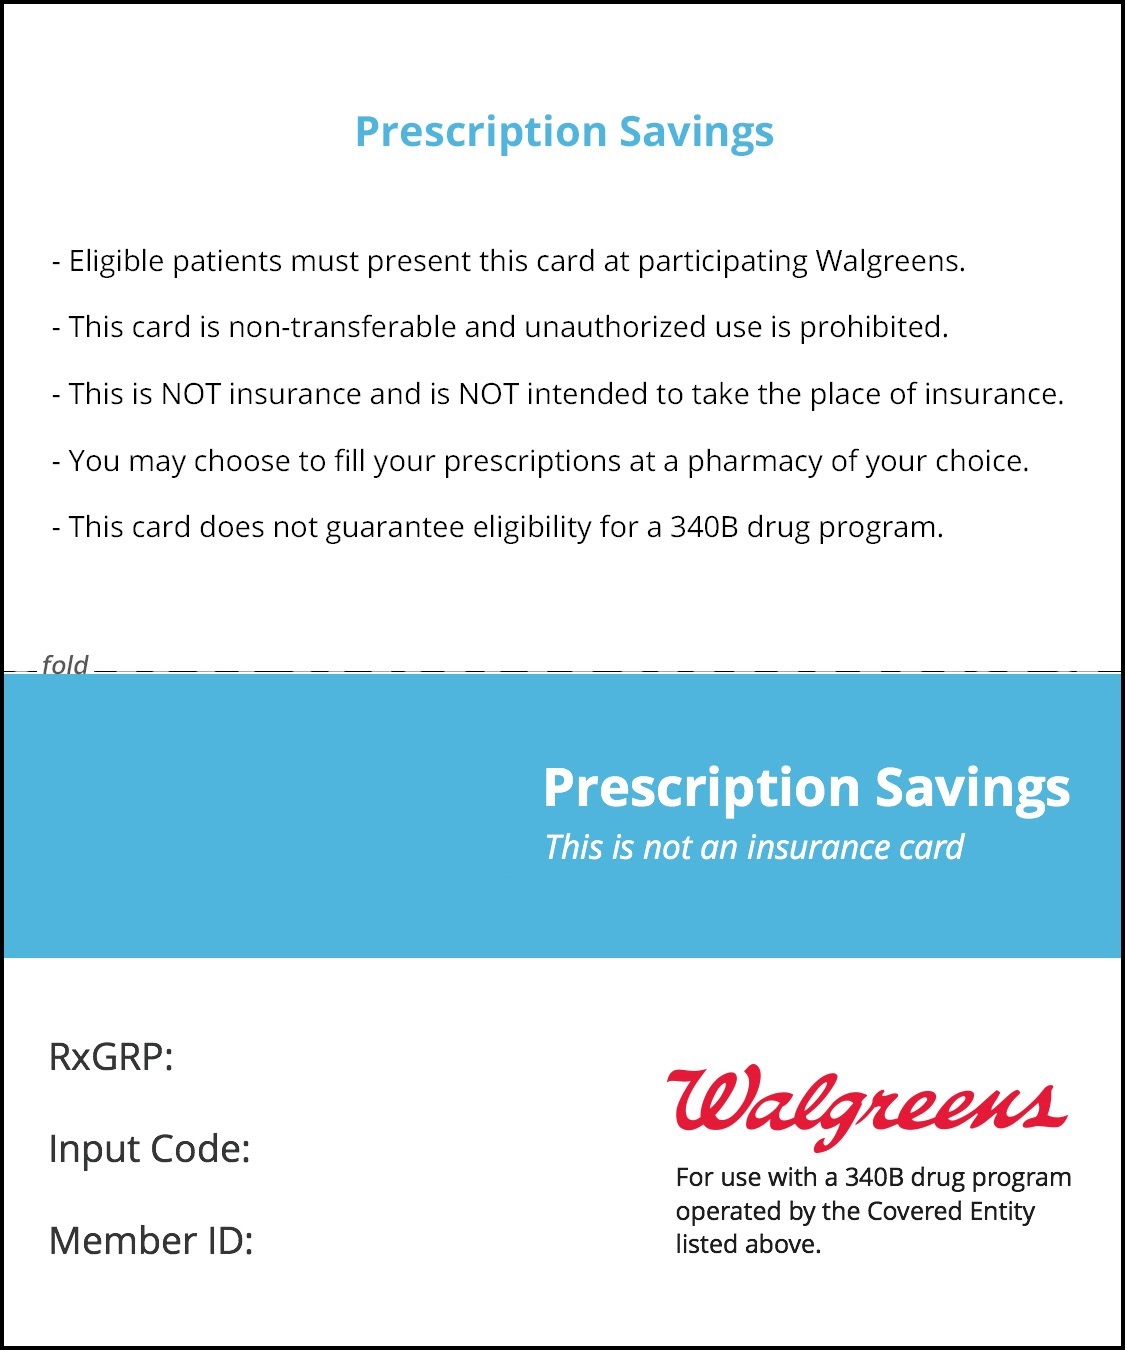 Prescription Savings
- Eligible patients must present this card at participating Walgreens.
- This card is non-transferable and unauthorized use is prohibited.
- This is NOT insurance and is NOT intended to take the place of insurance.
- You may choose to fill your prescriptions at a pharmacy of your choice.
- This card does not guarantee eligibility for a 340B drug program.
fold
Prescription Savings
This is not an insurance card
RxGRP:
Input Code:
Member ID:
Walgreens
For use with a 340B drug program
operated by the Covered Entity
listed above.